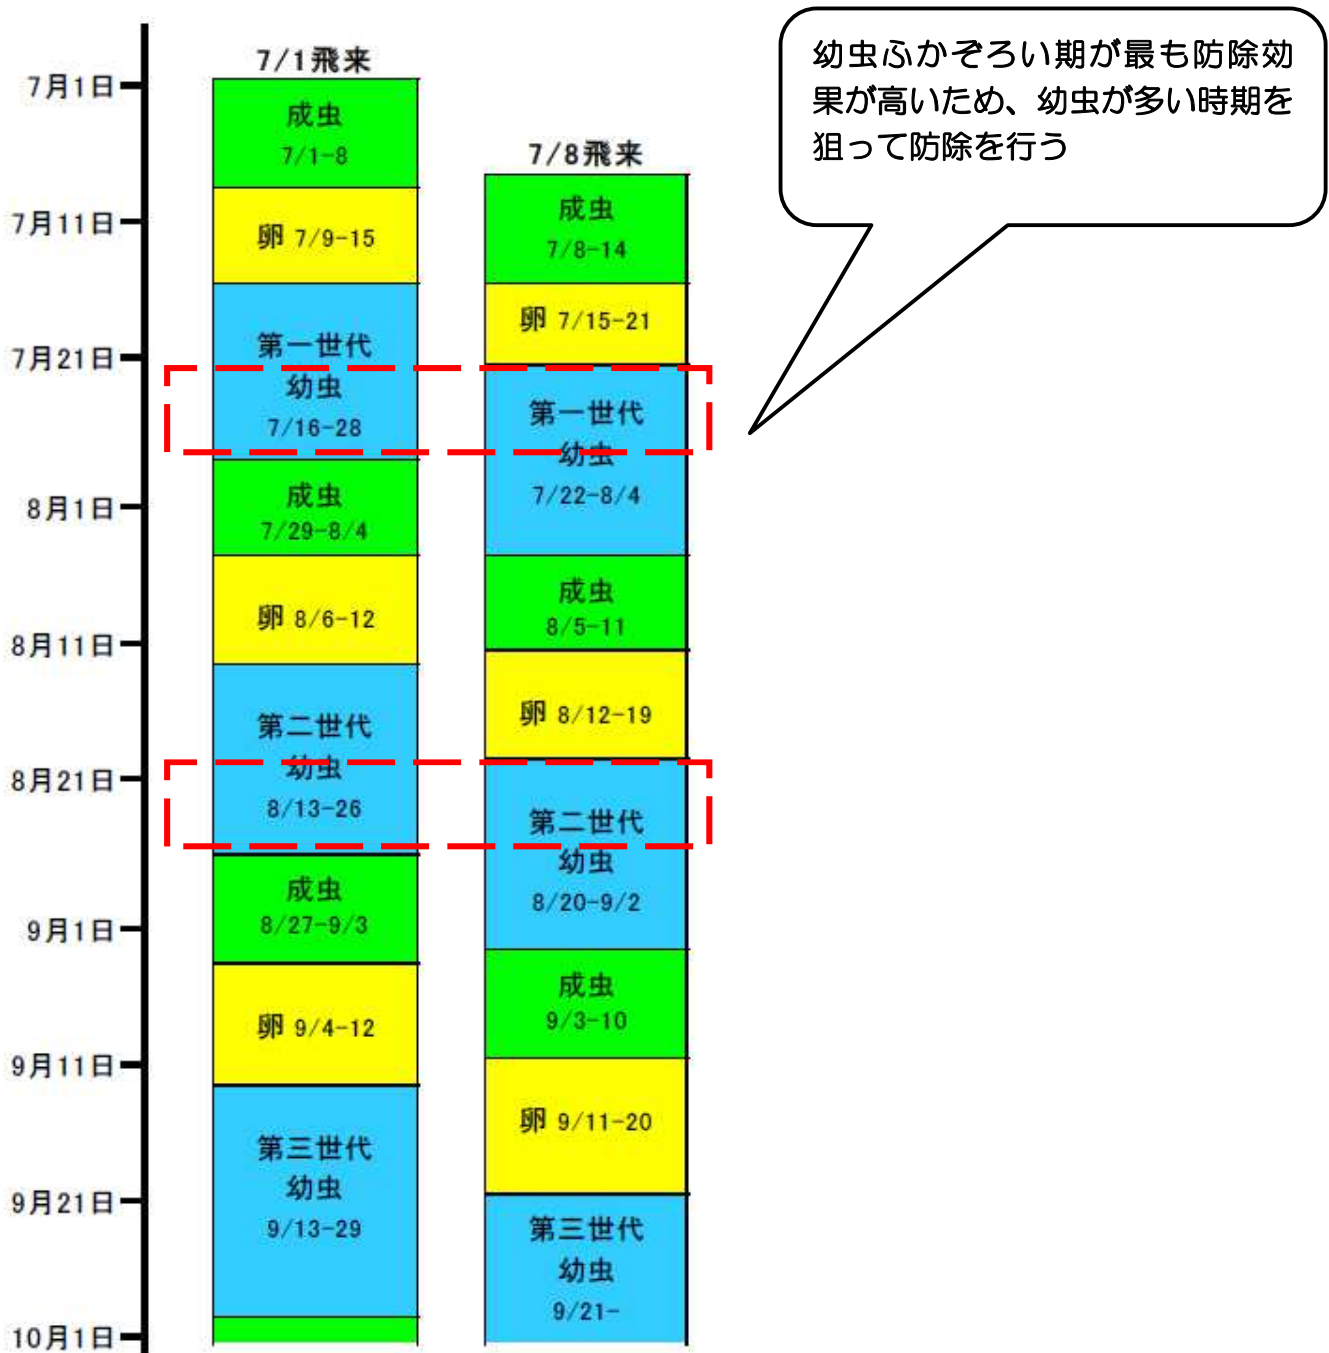 7月1日
7月11日
7月21日
8月1日
8月11日
8月21日
9月1日
9月11日
9月21日
10月1日
7/1飛来
成虫
7/1-8
卵 7/9-15
第一世代
幼虫
7/16-28
成虫
7/29-8/4
卵 8/6-12
第二世代
幼虫
8/13-26
成虫
8/27-9/3
卵 9/4-12
第三世代
幼虫
9/13-29
7/8飛来
成虫
7/8-14
卵 7/15-21
第一世代
幼虫
7/22-8/4
成虫
8/5-11
卵 8/12-19
第二世代
幼虫
8/20-9/2
成虫
9/3-10
卵 9/11-20
第三世代
幼虫
9/21-
幼虫ふかぞろい期が最も防除効
果が高いため、幼虫が多い時期を
狙って防除を行う